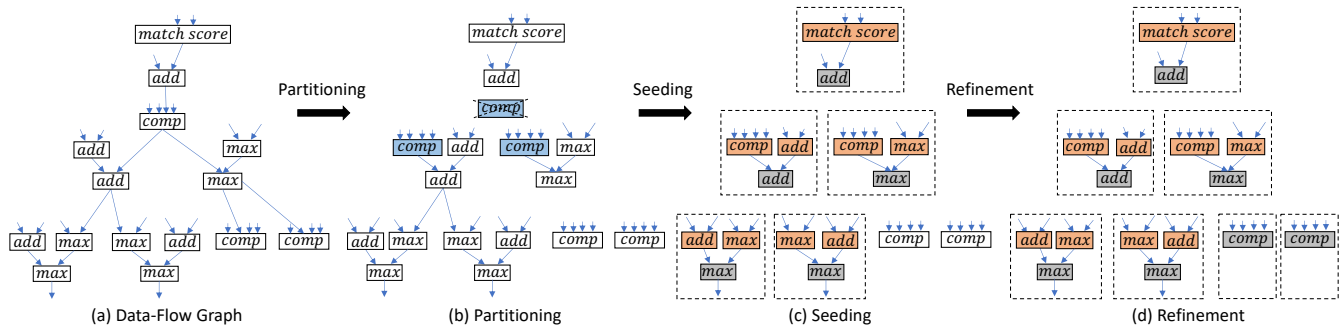 match score
add
comp
add
max
add
max
add
max
max
add
comp
comp
max
max
(a) Data-Flow Graph
Partitioning
match score
add
comp
comp
add
comp
max
add
max
add
max
max
add
comp
comp
max
max
(b) Partitioning
Seeding
match score
add
comp
add
comp
max
add
max
add
max
max
add
comp
comp
max
max
(c) Seeding
Refinement
match score
add
comp
add
comp
max
add
max
add
max
max
add
comp
comp
max
max
(d) Refinement